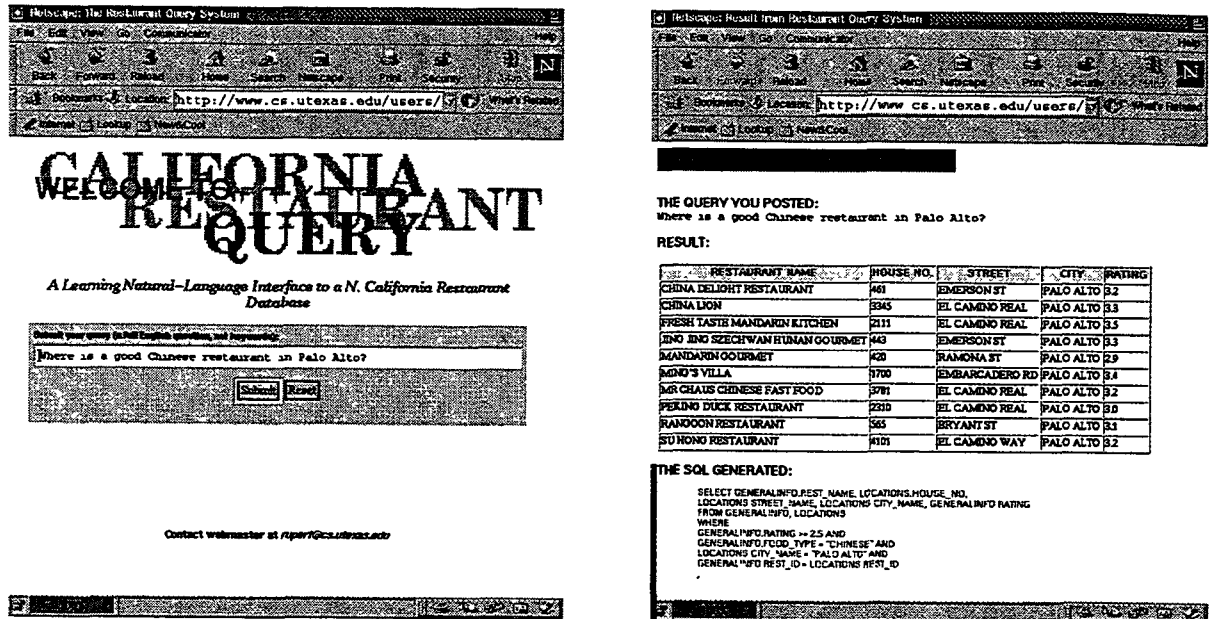 Netscape: The Restaurant Query System
File Edit View Go Communicator Help
Back Forward Reload Home Search Netscape Print Security
Bookmarks Location: http://www.cs.utexas.edu/users/ What's Related
Internet Lookup New&Cool
WELCOME TO
CALIFORNIA
RESTAURANT
QUERY
A Learning Natural-Language Interface to a N. California Restaurant
Database
Submit your query (in full English question, not keywords):
Where is a good Chinese restaurant in Palo Alto?
Submit Reset
Contact webmaster at rupert@cs.utexas.edu
Netscape: Result from Restaurant Query System
File Edit View Go Communicator Help
Back Forward Reload Home Search Netscape Print Security
Bookmarks Location: http://www cs.utexas.edu/users/ What's Related
Internet Lookup New&Cool
THE QUERY YOU POSTED:
Where is a good Chinese restaurant in Palo Alto?
RESULT:
RESTAURANT NAME HOUSE NO. STREET CITY RATING
CHINA DELIGHT RESTAURANT 461 EMERSON ST PALO ALTO 3.2
CHINA LION 3345 EL CAMINO REAL PALO ALTO 3.3
FRESH TASTE MANDARIN KITCHEN 2111 EL CAMINO REAL PALO ALTO 3.5
JING JING SZECHWAN HUNAN GOURMET 443 EMERSON ST PALO ALTO 3.3
MANDARIN GOURMET 420 RAMONA ST PALO ALTO 2.9
MING'S VILLA 1700 EMBARCADERO RD PALO ALTO 3.4
MR CHAUS CHINESE FAST FOOD 3781 EL CAMINO REAL PALO ALTO 3.2
PEKING DUCK RESTAURANT 2310 EL CAMINO REAL PALO ALTO 3.0
RANGOON RESTAURANT 565 BRYANT ST PALO ALTO 3.1
SU HONG RESTAURANT 4101 EL CAMINO WAY PALO ALTO 3.2
THE SQL GENERATED:
SELECT GENERALINFO.REST_NAME, LOCATIONS.HOUSE_NO,
LOCATIONS STREET_NAME, LOCATIONS CITY_NAME, GENERALINFO RATING
FROM GENERALINFO, LOCATIONS
WHERE
GENERALINFO.RATING >= 2.5 AND
GENERALINFO.FOOD_TYPE = "CHINESE" AND
LOCATIONS CITY_NAME = "PALO ALTO" AND
GENERALINFO REST_ID = LOCATIONS REST_ID